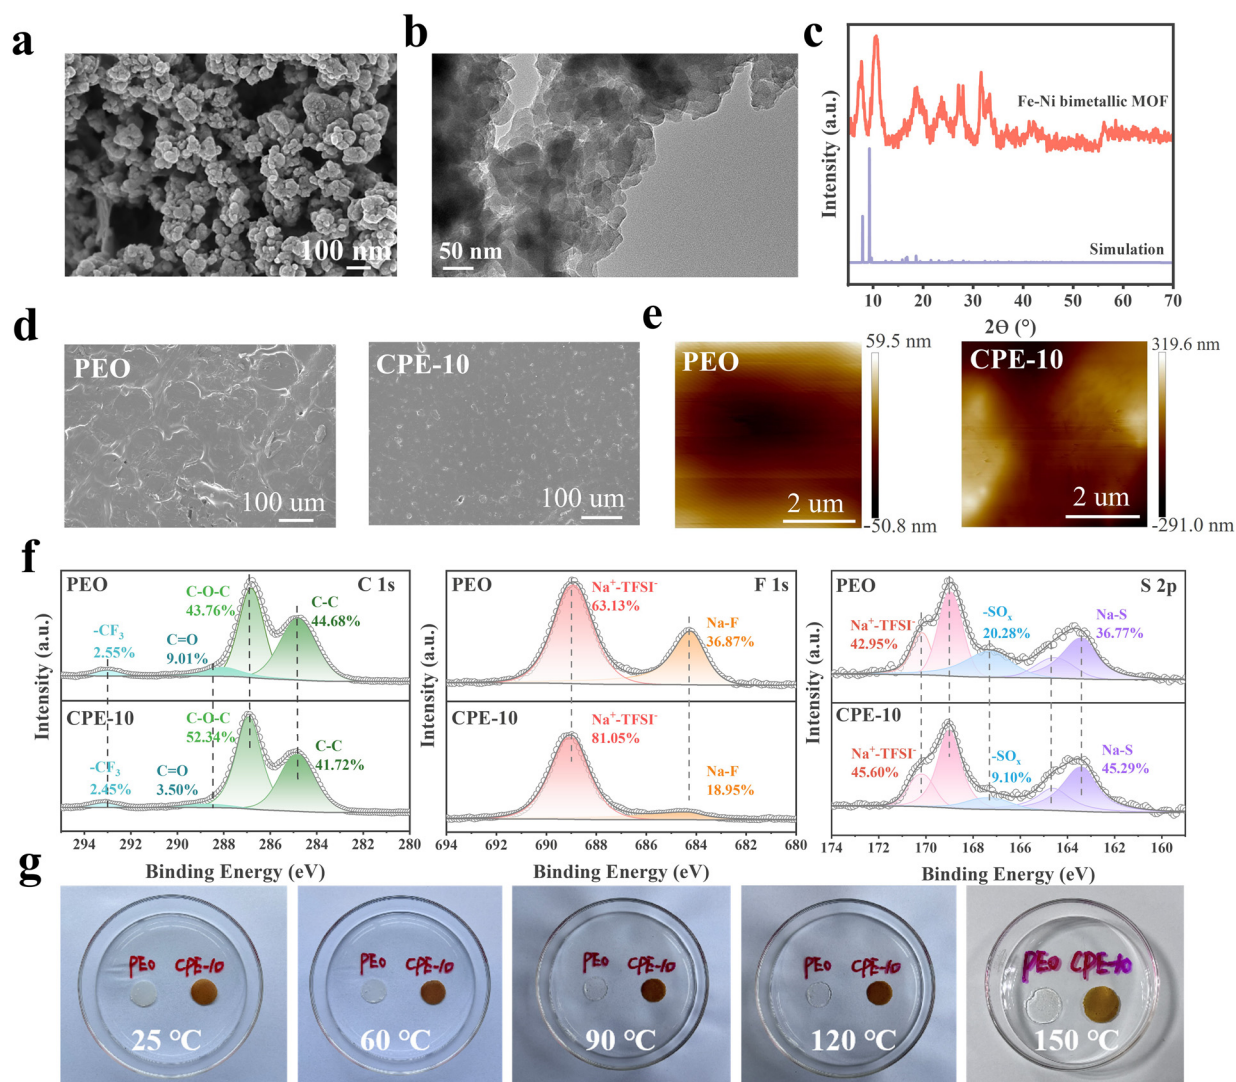 a
b
c
100 nm
50 nm
Intensity (a.u.)
Fe-Ni bimetallic MOF
Simulation
10 20 30 40 50 60 70
2Θ (°)
d
e
PEO
100 um
CPE-10
100 um
PEO
2 um
59.5 nm
-50.8 nm
CPE-10
2 um
319.6 nm
-291.0 nm
f
PEO
C 1s
-CF3
2.55%
C=O
9.01%
C-O-C
43.76%
C-C
44.68%
CPE-10
-CF3
2.45%
C=O
3.50%
C-O-C
52.34%
C-C
41.72%
Intensity (a.u.)
Intensity (a.u.)
294 292 290 288 286 284 282 280
Binding Energy (eV)
PEO
F 1s
Na+-TFSI-
63.13%
Na-F
36.87%
CPE-10
Na+-TFSI-
81.05%
Na-F
18.95%
Intensity (a.u.)
Intensity (a.u.)
694 692 690 688 686 684 682 680
Binding Energy (eV)
PEO
S 2p
Na+-TFSI-
42.95%
-SOx
20.28%
Na-S
36.77%
CPE-10
Na+-TFSI-
45.60%
-SOx
9.10%
Na-S
45.29%
Intensity (a.u.)
Intensity (a.u.)
174 172 170 168 166 164 162 160
Binding Energy (eV)
g
PEO CPE-10
25 °C
PEO CPE-10
60 °C
PEO CPE-10
90 °C
PEO CPE-10
120 °C
PEO CPE-10
150 °C